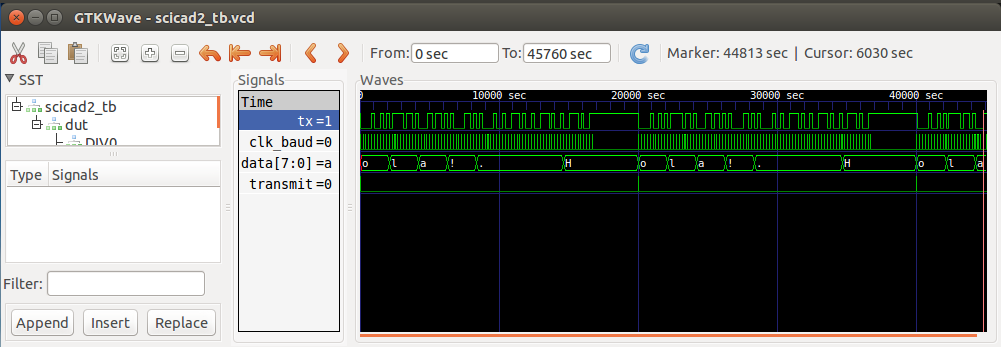 GTKWave - scicad2_tb.vcd
From: 0 sec To: 45760 sec Marker: 44813 sec | Cursor: 6030 sec
SST
scicad2_tb
dut
DIV0
Type Signals
Filter:
Append Insert Replace
Signals
Time
tx =1
clk_baud =0
data[7:0] =a
transmit =0
Waves
0 10000 sec 20000 sec 30000 sec 40000 sec
o l a ! . H o l a ! . H o l a